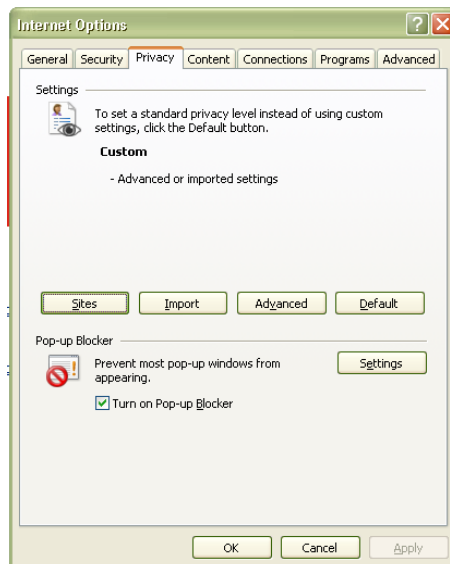 Internet Options
General Security Privacy Content Connections Programs Advanced
Settings
To set a standard privacy level instead of using custom
settings, click the Default button.
Custom
- Advanced or imported settings
Sites Import Advanced Default
Pop-up Blocker
Prevent most pop-up windows from
appearing.
Settings
Turn on Pop-up Blocker
OK Cancel Apply